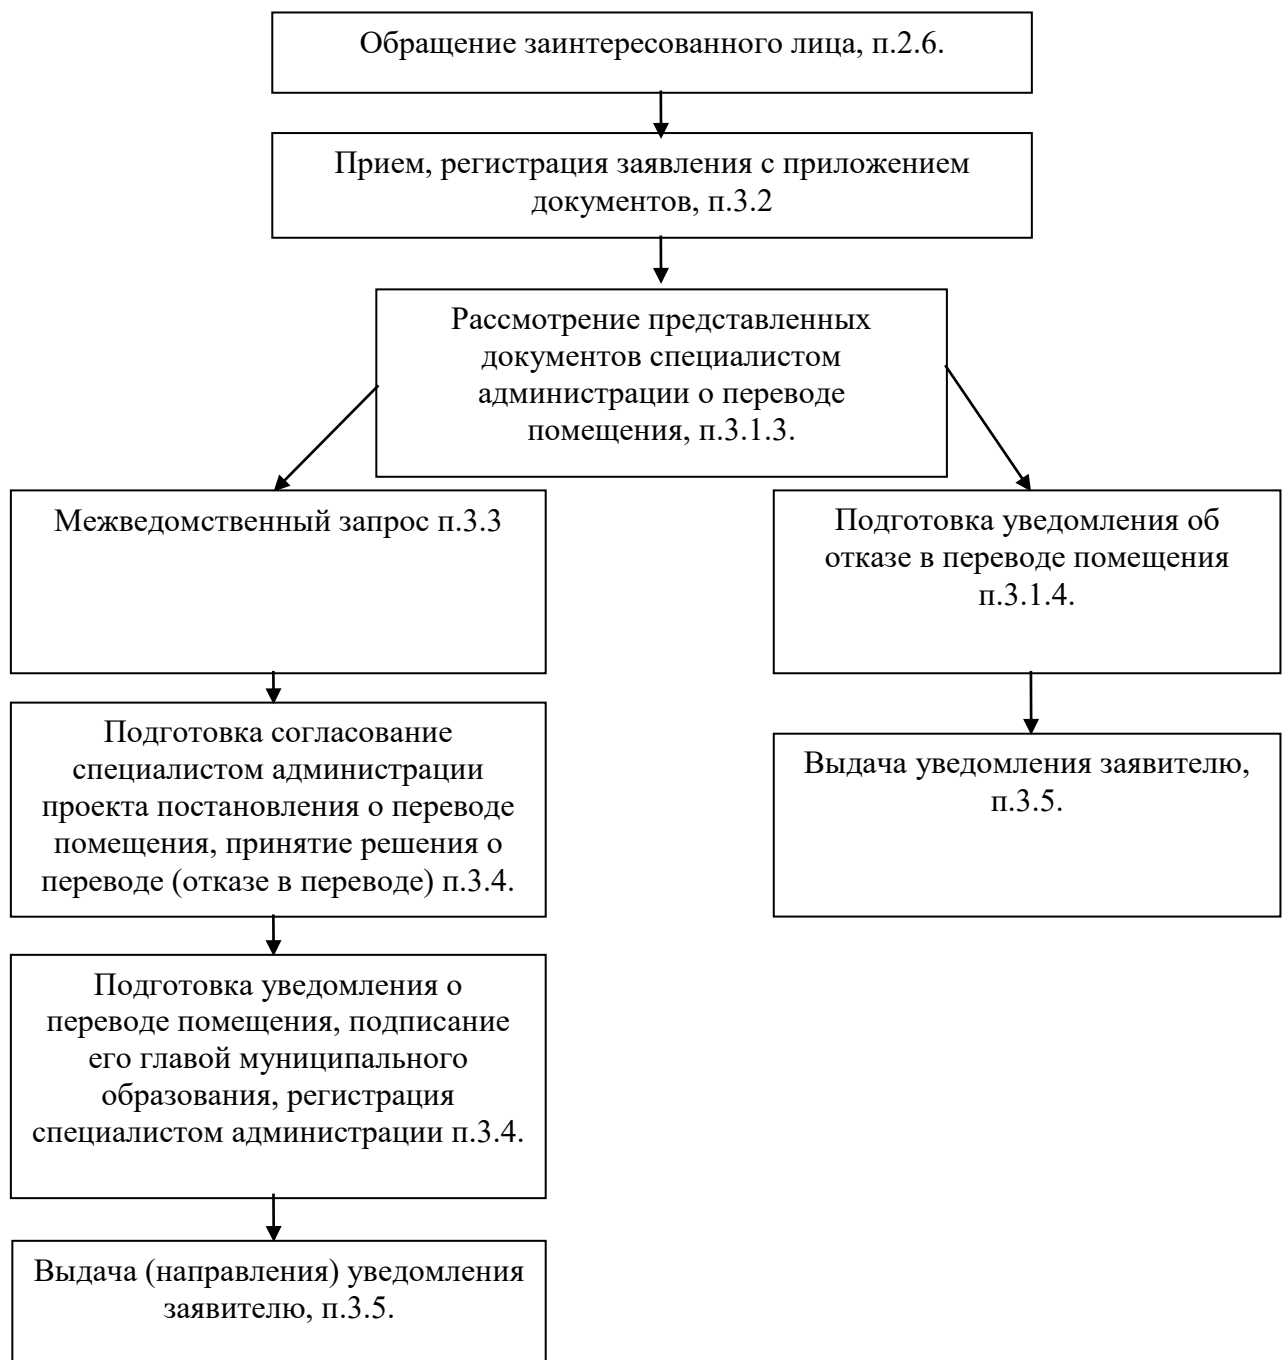 Обращение заинтересованного лица, п.2.6.
Прием, регистрация заявления с приложением
документов, п.3.2
Рассмотрение представленных
документов специалистом
администрации о переводе
помещения, п.3.1.3.
Межведомственный запрос п.3.3
Подготовка уведомления об
отказе в переводе помещения
п.3.1.4.
Подготовка согласование
специалистом администрации
проекта постановления о переводе
помещения, принятие решения о
переводе (отказе в переводе) п.3.4.
Выдача уведомления заявителю,
п.3.5.
Подготовка уведомления о
переводе помещения, подписание
его главой муниципального
образования, регистрация
специалистом администрации п.3.4.
Выдача (направления) уведомления
заявителю, п.3.5.